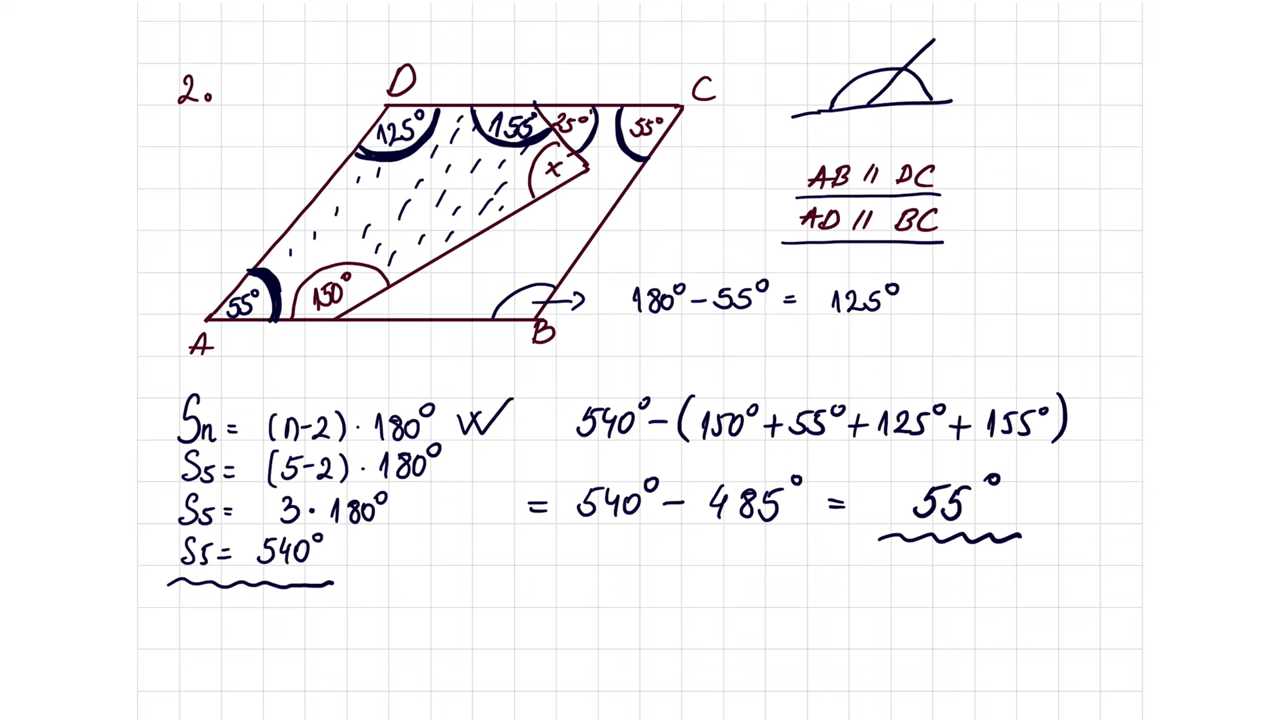 2.
D
C
125°
155°
25°
55°
x
AB // DC
AD // BC
55°
150°
180° - 55° = 125°
A
B
Sn = (n-2) · 180°
540° - (150° + 55° + 125° + 155°)
S5 = (5-2) · 180°
S5 = 3 · 180°
= 540° - 485° = 55°
S5 = 540°